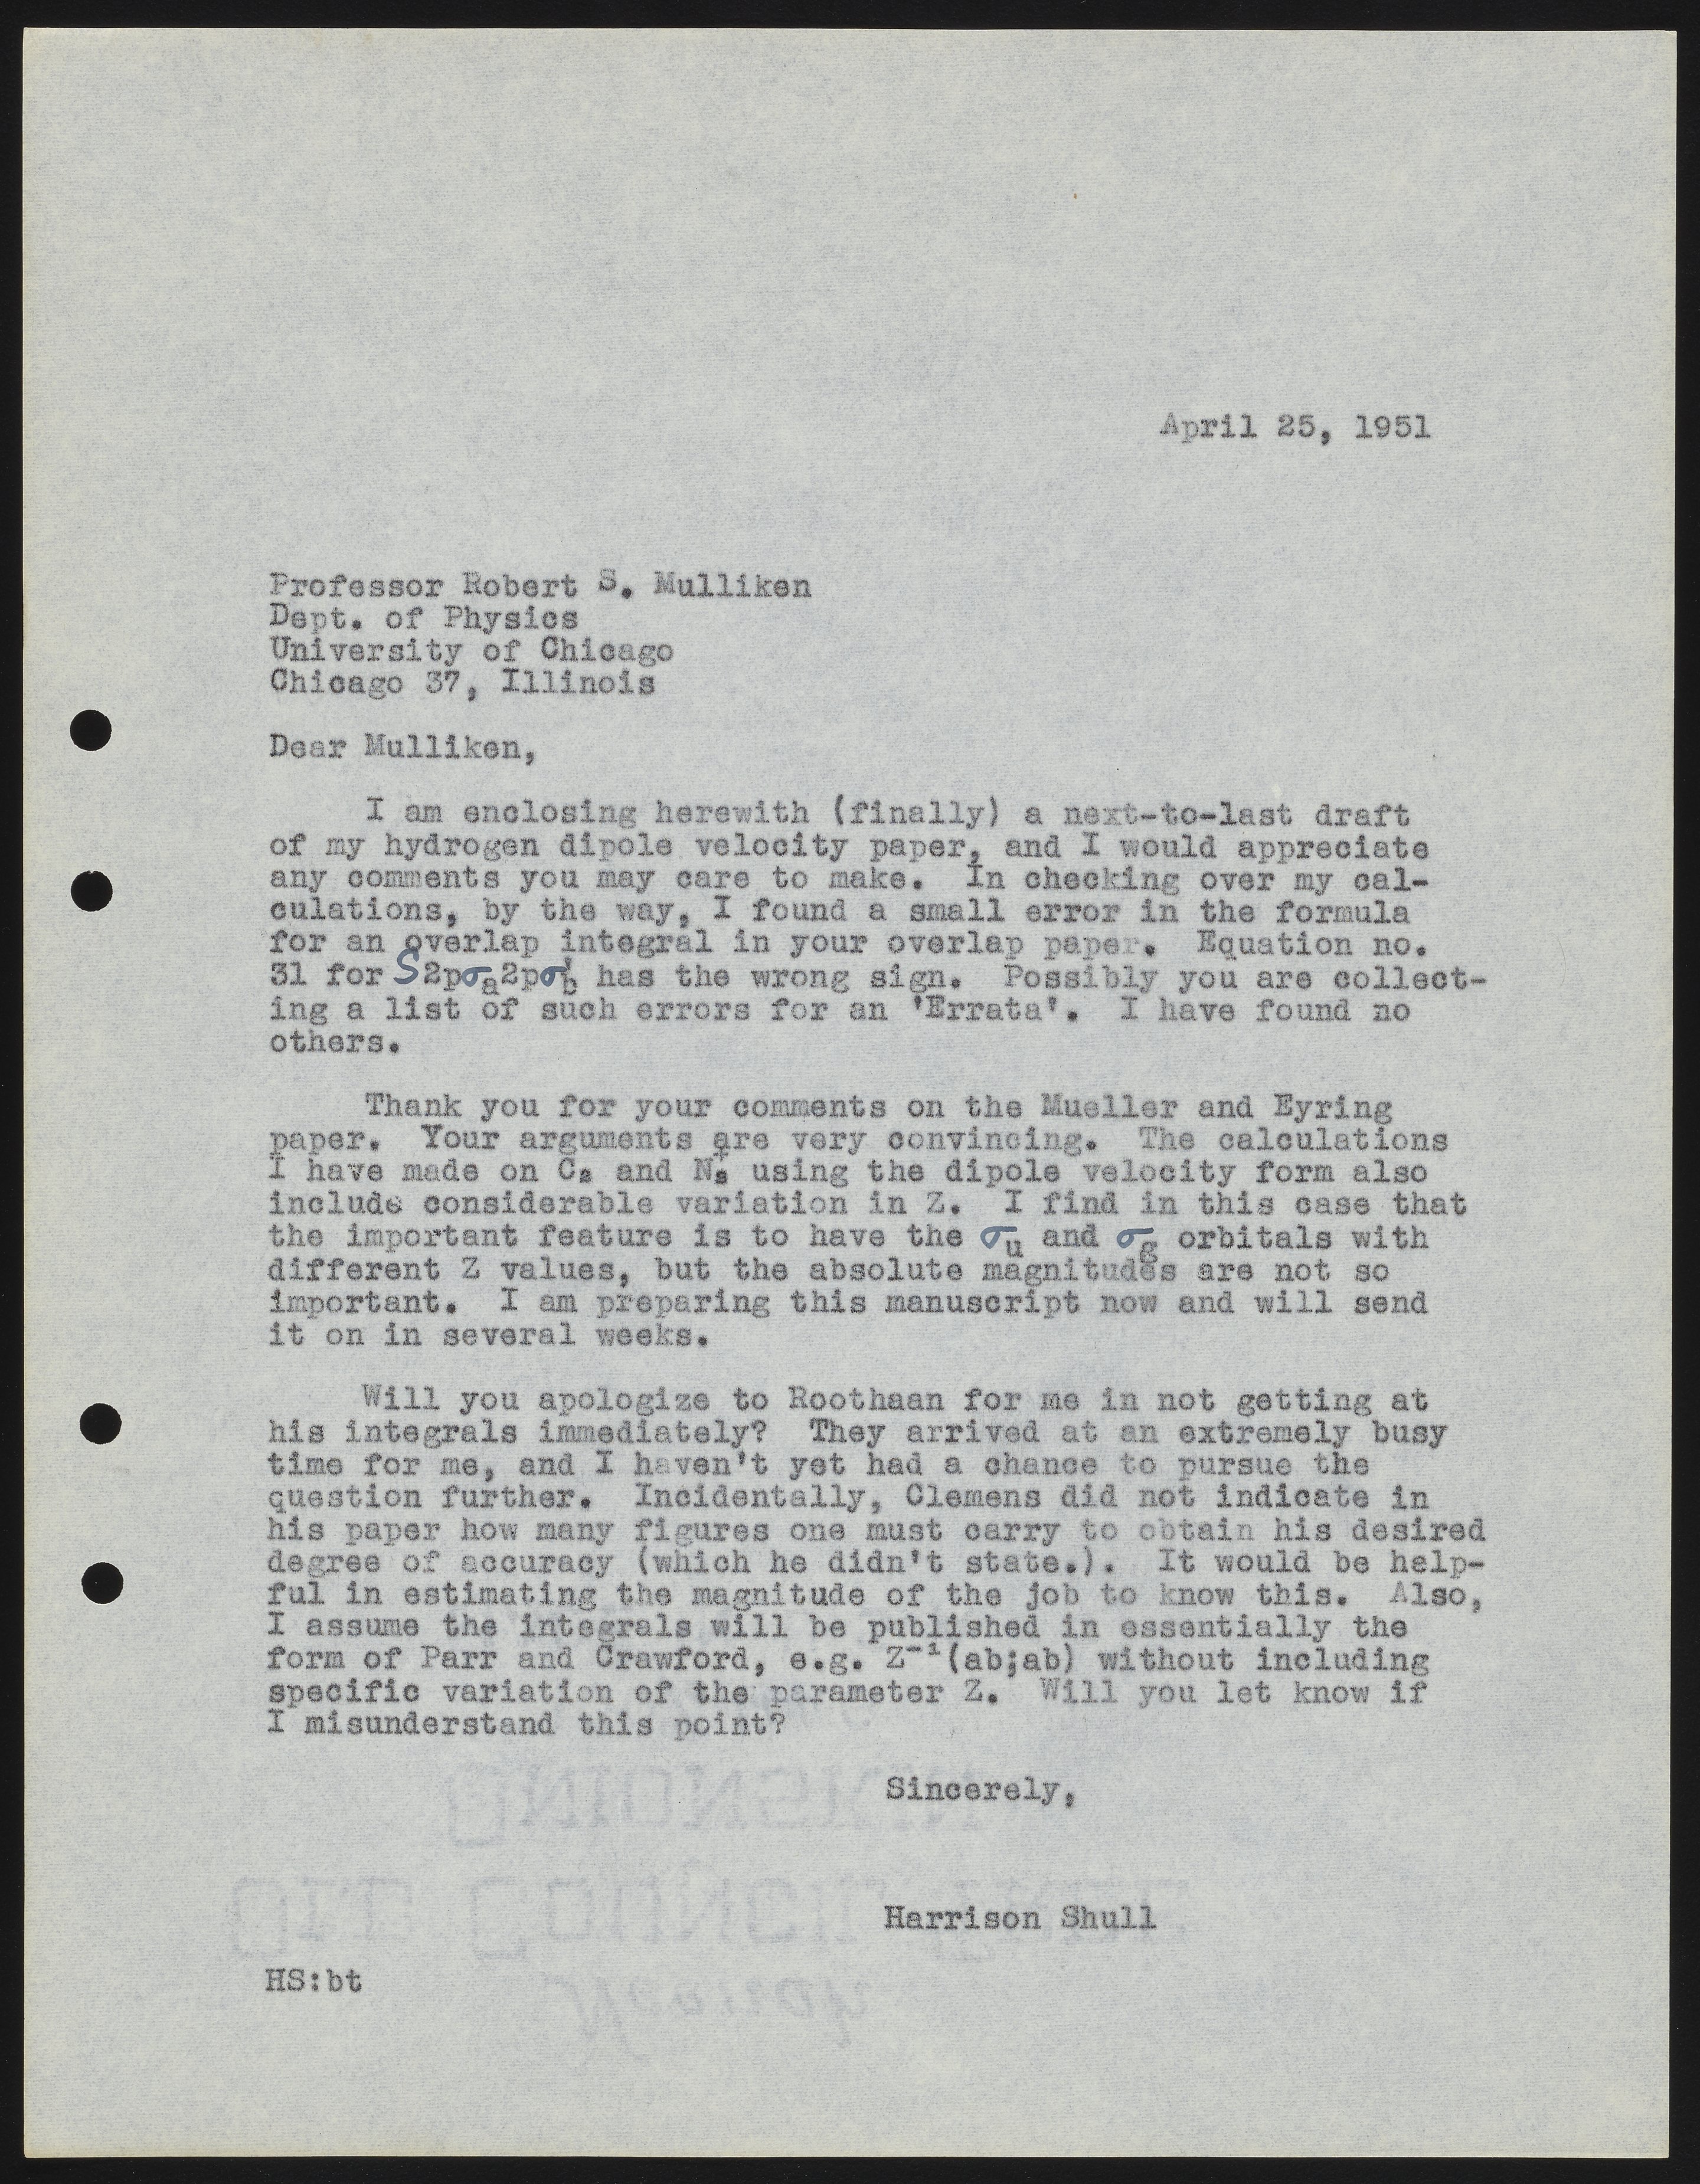 April 25, 1951
Professor Robert S. Mulliken
Dept. of Physics
University of Chicago
Chicago 37, Illinois
Dear Mulliken,
I am enclosing herewith (finally) a next-to-last draft
of my hydrogen dipole velocity paper, and I would appreciate
any comments you may care to make. In checking over my cal-
culations, by the way, I found a small error in the formula
for an overlap integral in your overlap paper. Equation no.
31 for S2pσₐ2pσ'b has the wrong sign. Possibly you are collect-
ing a list of such errors for an 'Errata'. I have found no
others.
Thank you for your comments on the Mueller and Eyring
paper. Your arguments are very convincing. The calculations
I have made on C₂ and N₂⁺ using the dipole velocity form also
include considerable variation in Z. I find in this case that
the important feature is to have the σu and σg orbitals with
different Z values, but the absolute magnitudes are not so
important. I am preparing this manuscript now and will send
it on in several weeks.
Will you apologize to Roothaan for me in not getting at
his integrals immediately? They arrived at an extremely busy
time for me, and I haven't yet had a chance to pursue the
question further. Incidentally, Clemens did not indicate in
his paper how many figures one must carry to obtain his desired
degree of accuracy (which he didn't state.). It would be help-
ful in estimating the magnitude of the job to know this. Also,
I assume the integrals will be published in essentially the
form of Parr and Crawford, e.g. Z⁻¹(ab;ab) without including
specific variation of the parameter Z. Will you let know if
I misunderstand this point?
Sincerely,
Harrison Shull
HS:bt